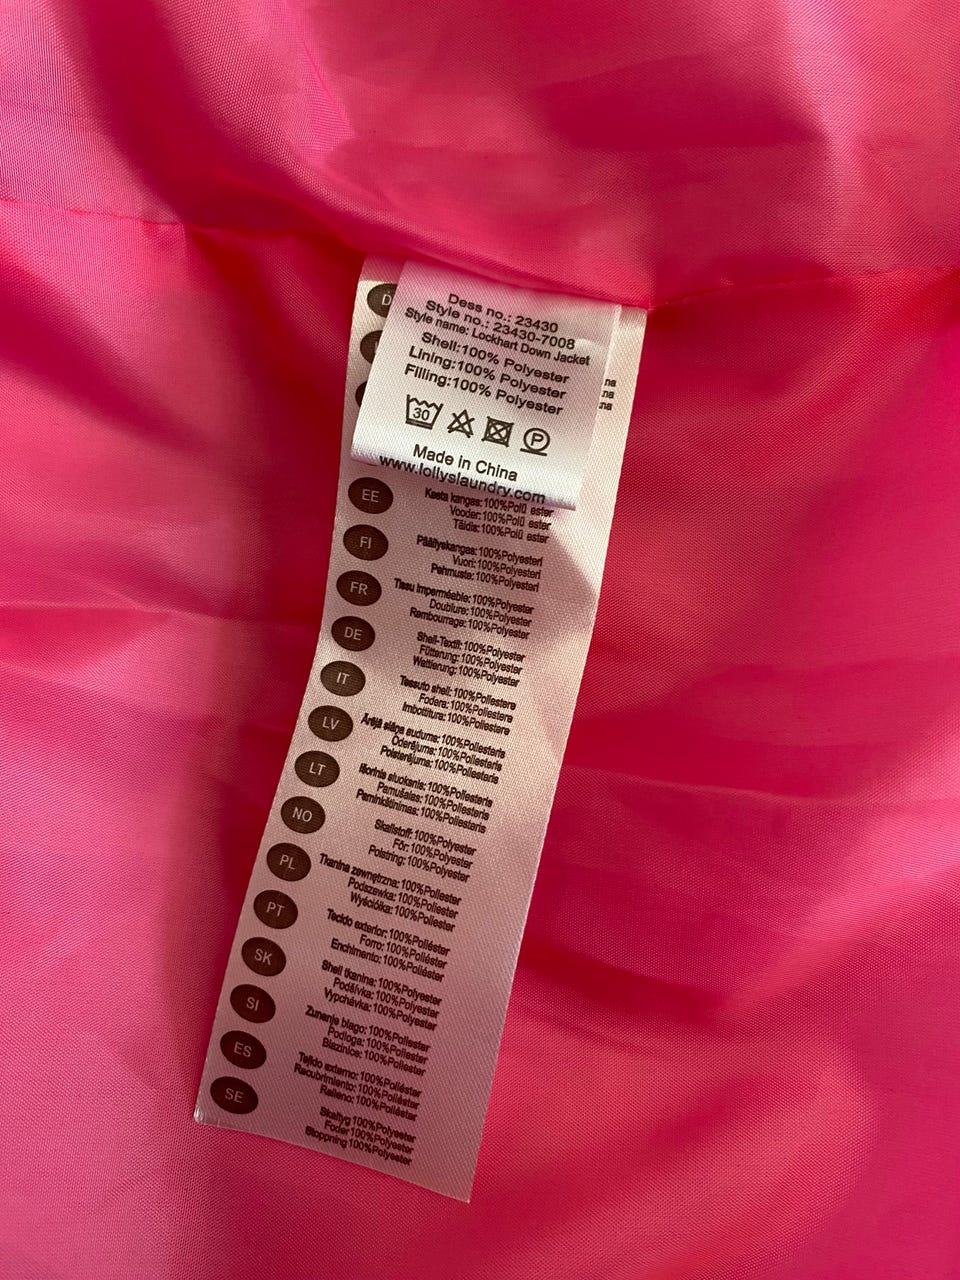 Dess no.: 23430
Style no.: 23430-7008
Style name: Lockhart Down Jacket
Shell:100% Polyester
Lining:100% Polyester
Filling:100% Polyester
30
P
Made in China
www.lollyslaundry.com
D
na
na
na
EE
Kesta kangas:100%Polü ester
Vooder:100%Polü ester
Täidis:100%Polü ester
FI
Päällyskangas:100%Polyesteri
Vuori:100%Polyesteri
Pehmuste:100%Polyesteri
FR
Tissu imperméable:100%Polyester
Doublure:100%Polyester
Rembourrage:100%Polyester
DE
Shell-Textil:100%Polyester
Fütterung:100%Polyester
Wattierung:100%Polyester
IT
Tessuto shell:100%Poliestere
Fodera:100%Poliestere
Imbottitura:100%Poliestere
LV
Ārējā slāņa audums:100%Poliesteris
Oderējums:100%Poliesteris
Polsterējums:100%Poliesteris
LT
Išorinis sluoksnis:100%Poliesteris
Pamušalas:100%Poliesteris
Paminkštinimas:100%Poliesteris
NO
Skallstoff:100%Polyester
Fôr:100%Polyester
Polstring:100%Polyester
PL
Tkanina zewnętrzna:100%Poliester
Podszewka:100%Poliester
Wyściółka:100%Poliester
PT
Tecido exterior:100%Poliéster
Forro:100%Poliéster
Enchimento:100%Poliéster
SK
Shell tkanina:100%Polyester
Podšívka:100%Polyester
Vypchávka:100%Polyester
SI
Zunanje blago:100%Poliester
Podloga:100%Poliester
Blazinice:100%Poliester
ES
Tejido externo:100%Poliéster
Recubrimiento:100%Poliéster
Relleno:100%Poliéster
SE
Skaltyg 100%Polyester
Foder 100%Polyester
Stoppning 100%Polyester